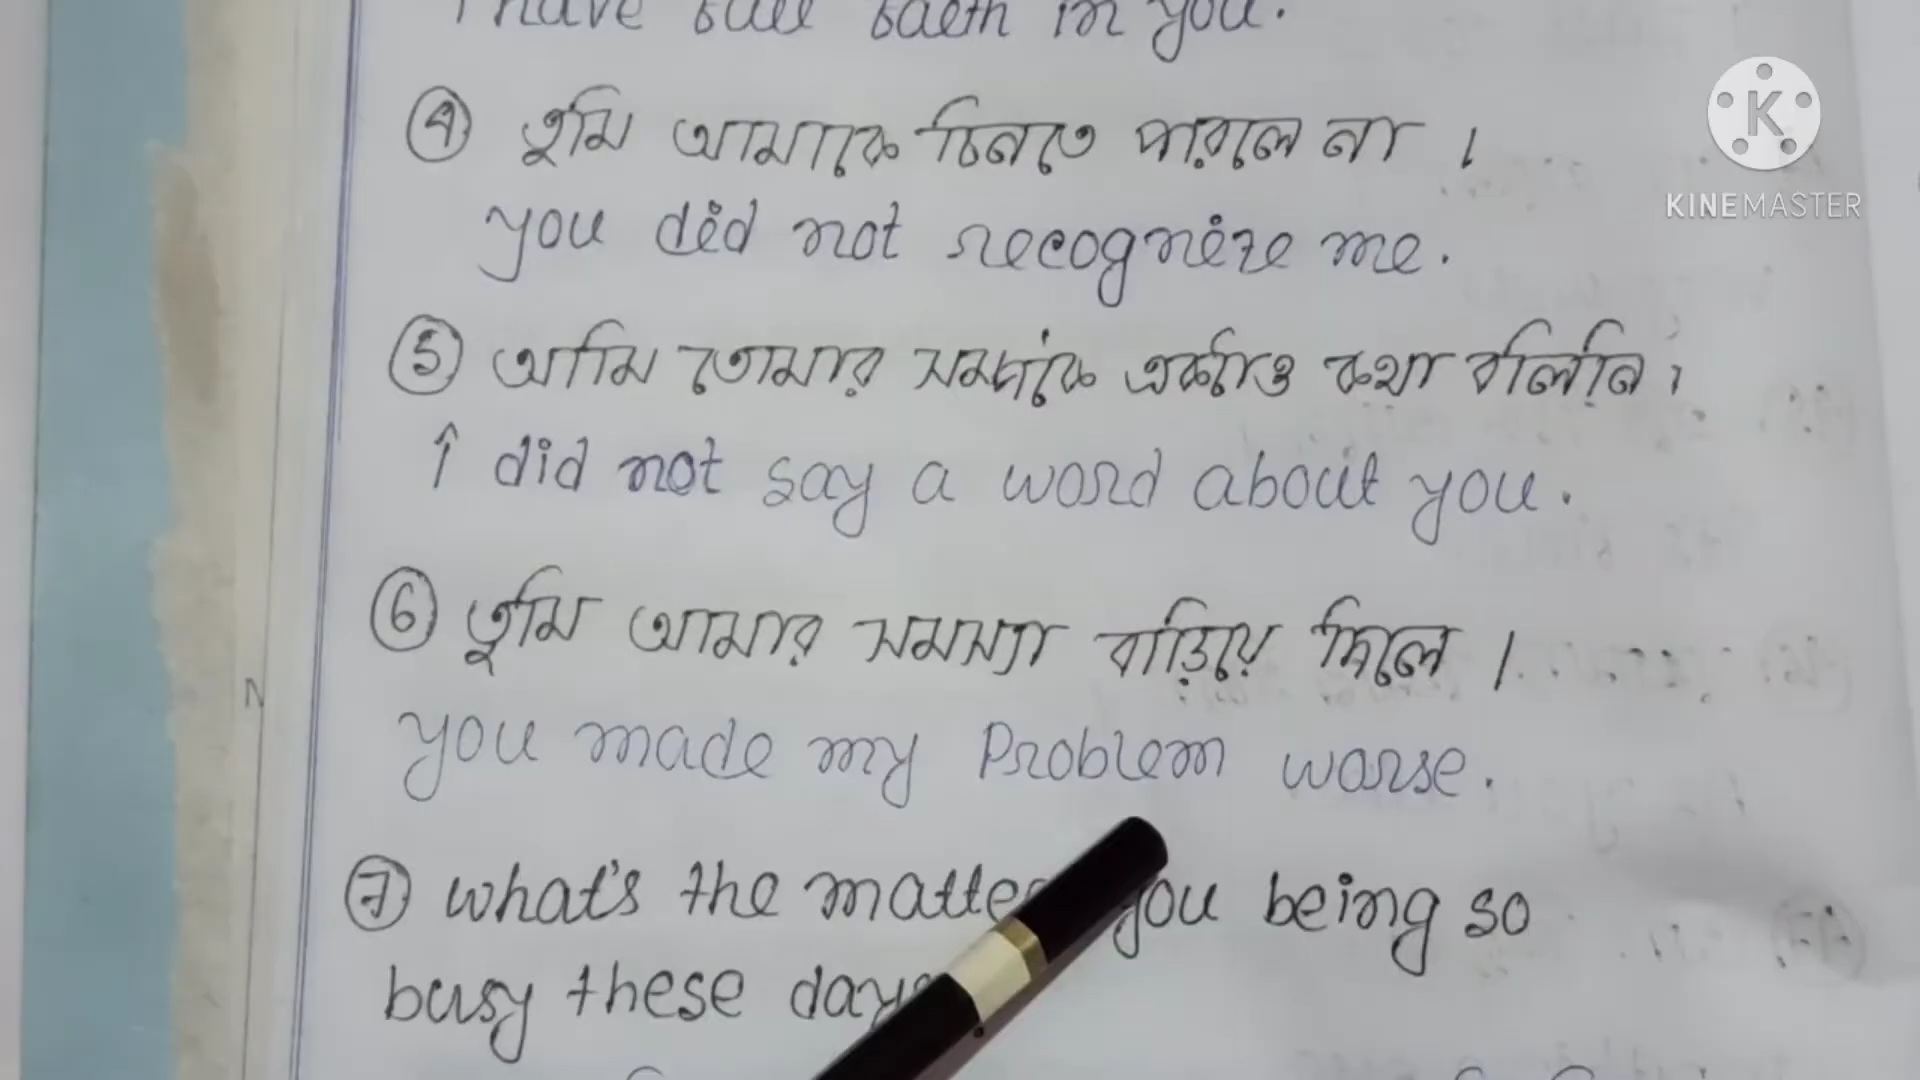 I have full faith in you.
④ তুমি আমাকে চিনতে পারলে না ।
you did not recognize me.
⑤ আমি তোমার সম্পর্কে একটাও কথা বলিনি ।
I did not say a word about you.
⑥ তুমি আমার সমস্যা বাড়িয়ে দিলে ।
you made my Problem worse.
⑦ what's the you being so
busy these
K
KINEMASTER